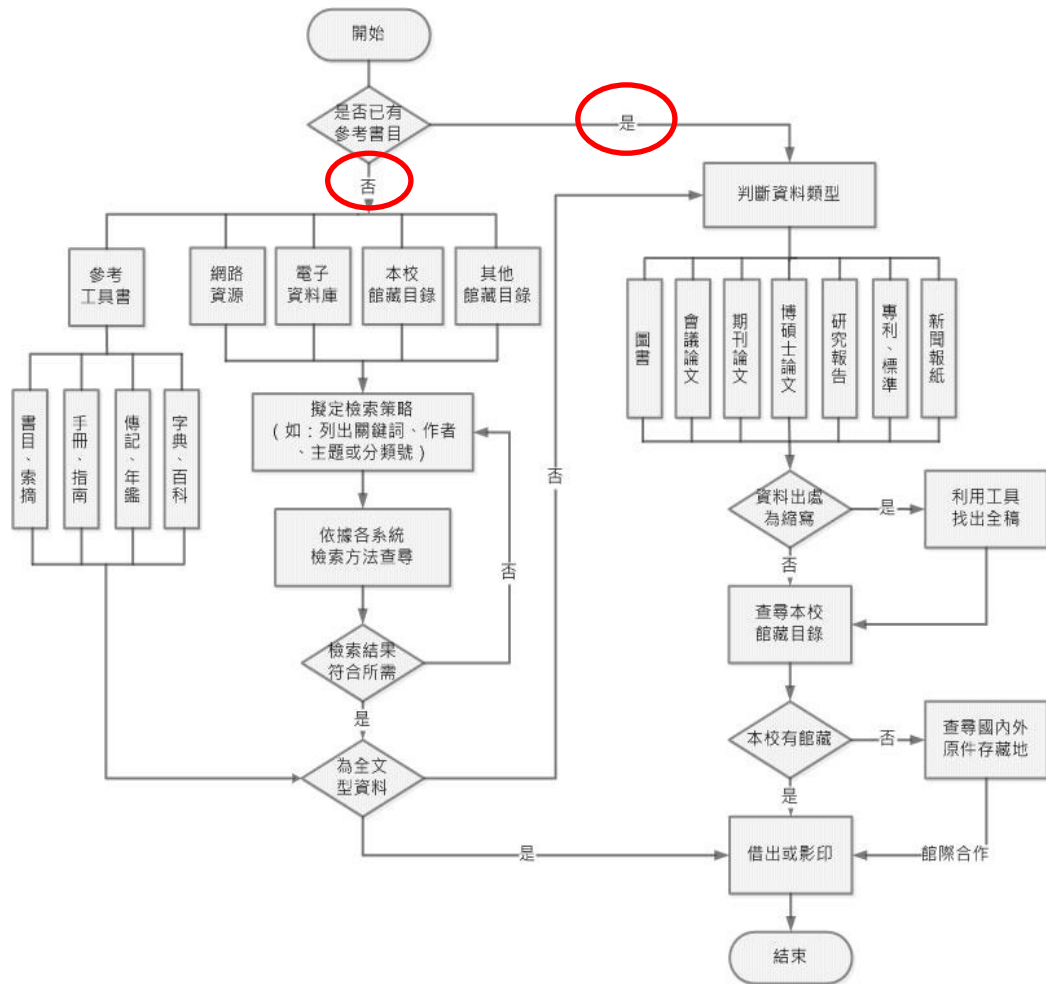 開始
是否已有
參考書目
是
否
判斷資料類型
參考
工具書
網路
資源
電子
資料庫
本校
館藏目錄
其他
館藏目錄
書目、索摘
手冊、指南
傳記、年鑑
字典、百科
擬定檢索策略
（如：列出關鍵詞、作者
、主題或分類號）
依據各系統
檢索方法查尋
否
檢索結果
符合所需
是
為全文
型資料
否
是
圖書
會議論文
期刊論文
博碩士論文
研究報告
專利、標準
新聞報紙
資料出處
為縮寫
是
利用工具
找出全稿
否
查尋本校
館藏目錄
本校有館藏
否
查尋國內外
原件存藏地
是
借出或影印
館際合作
結束